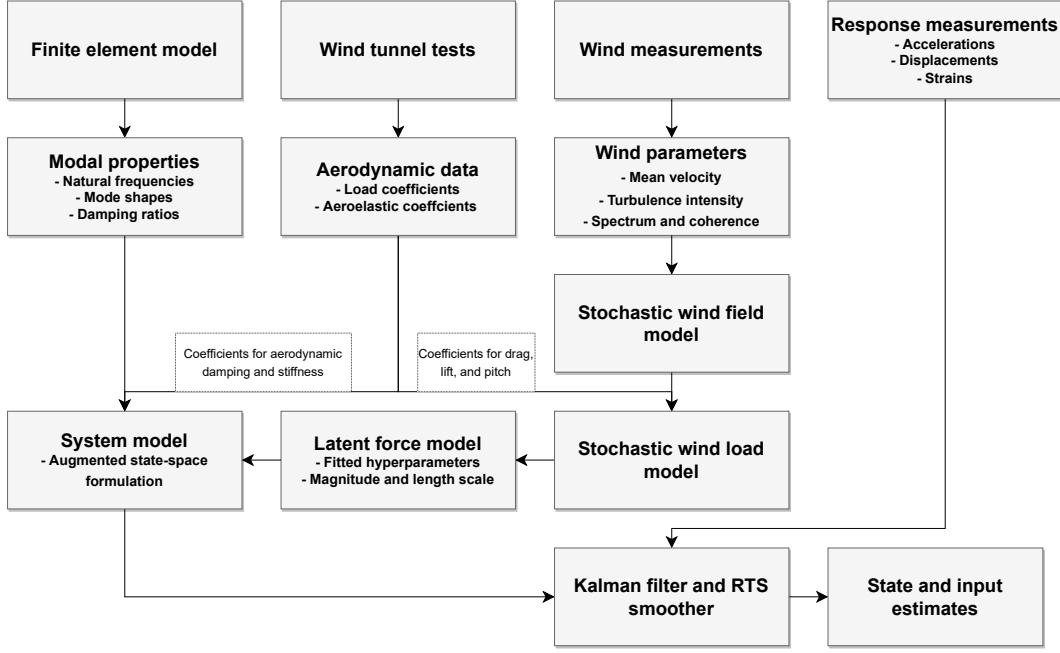 Finite element model
Wind tunnel tests
Wind measurements
Response measurements
- Accelerations
- Displacements
- Strains
Modal properties
- Natural frequencies
- Mode shapes
- Damping ratios
Aerodynamic data
- Load coefficients
- Aeroelastic coeffcients
Wind parameters
- Mean velocity
- Turbulence intensity
- Spectrum and coherence
Stochastic wind field
model
Coefficients for aerodynamic
damping and stiffness
Coefficients for drag,
lift, and pitch
System model
- Augmented state-space
formulation
Latent force model
- Fitted hyperparameters
- Magnitude and length scale
Stochastic wind load
model
Kalman filter and RTS
smoother
State and input
estimates